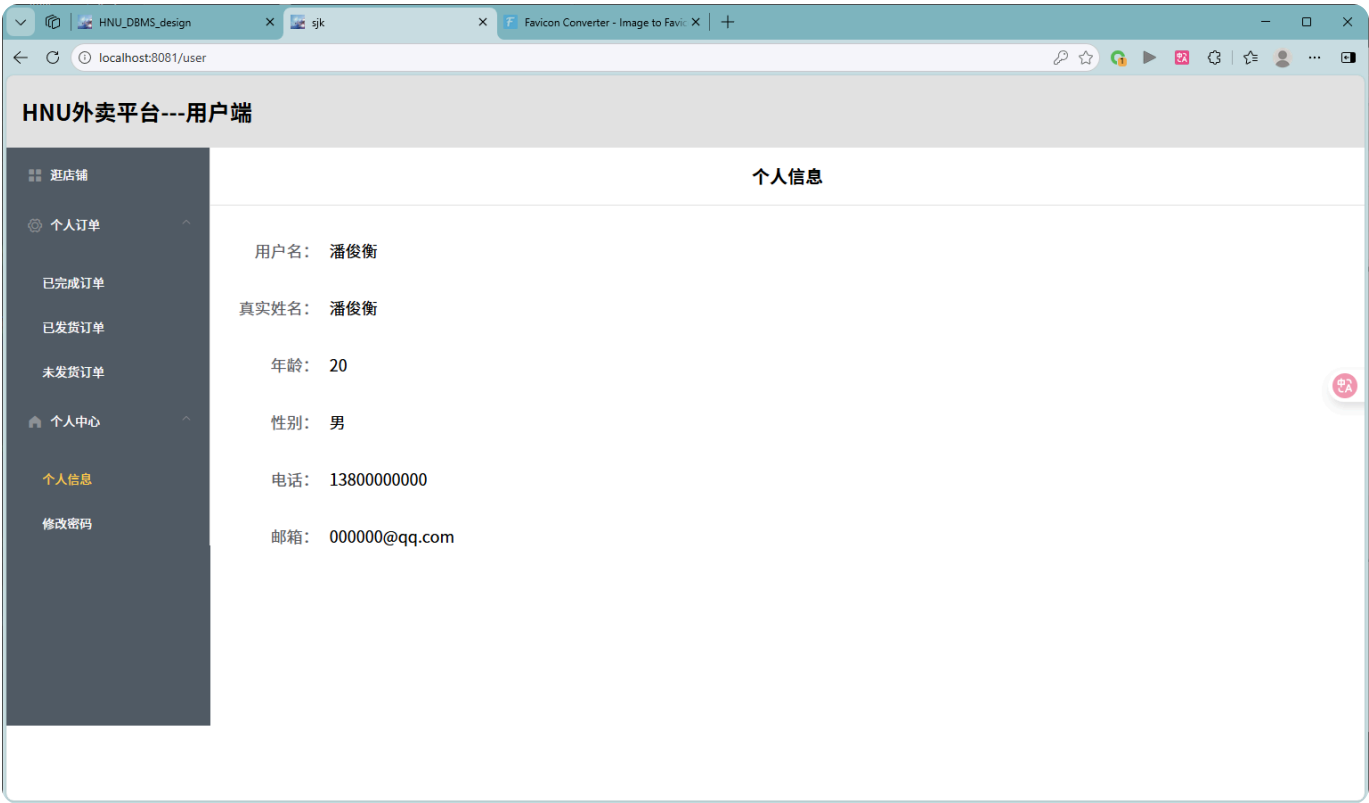 HNU_DBMS_design
sjk
Favicon Converter - Image to Favic
localhost:8081/user
HNU外卖平台---用户端
逛店铺
个人订单
已完成订单
已发货订单
未发货订单
个人中心
个人信息
修改密码
个人信息
用户名： 潘俊衡
真实姓名： 潘俊衡
年龄： 20
性别： 男
电话： 13800000000
邮箱： 000000@qq.com